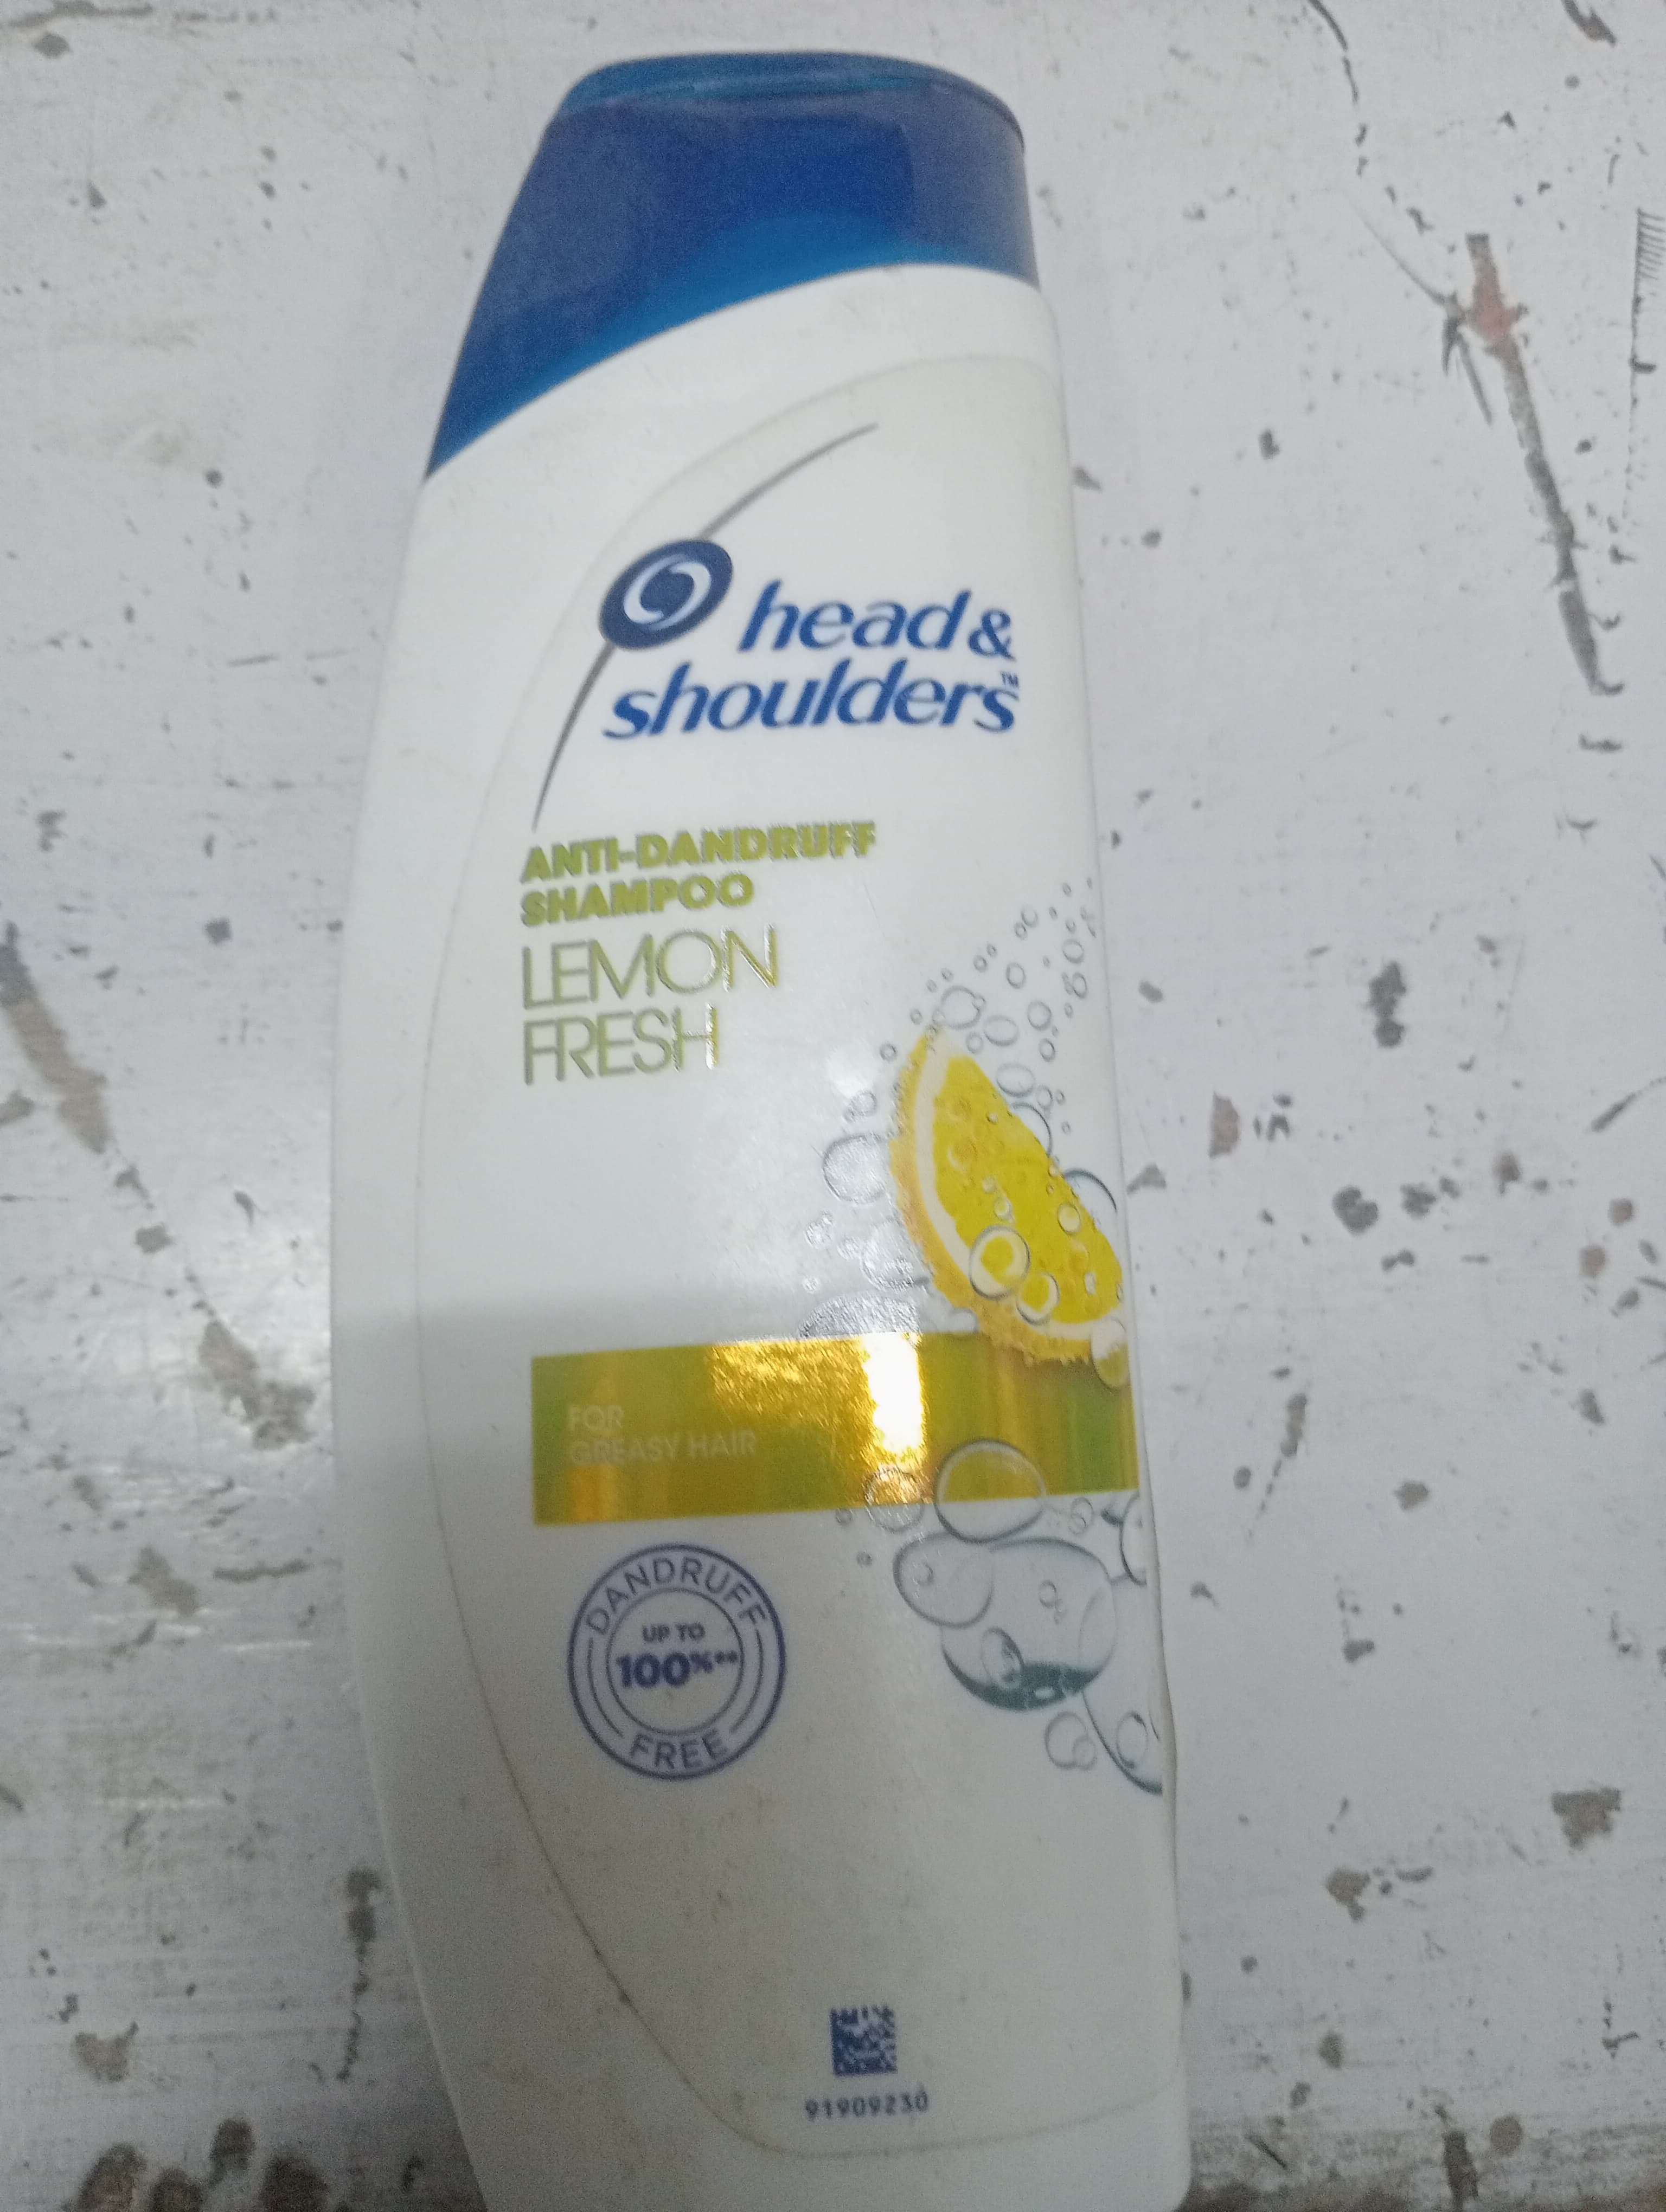 head &
shoulders™
ANTI-DANDRUFF
SHAMPOO
LEMON
FRESH
FOR
GREASY HAIR
DANDRUFF
UP TO
100%**
FREE
91909230